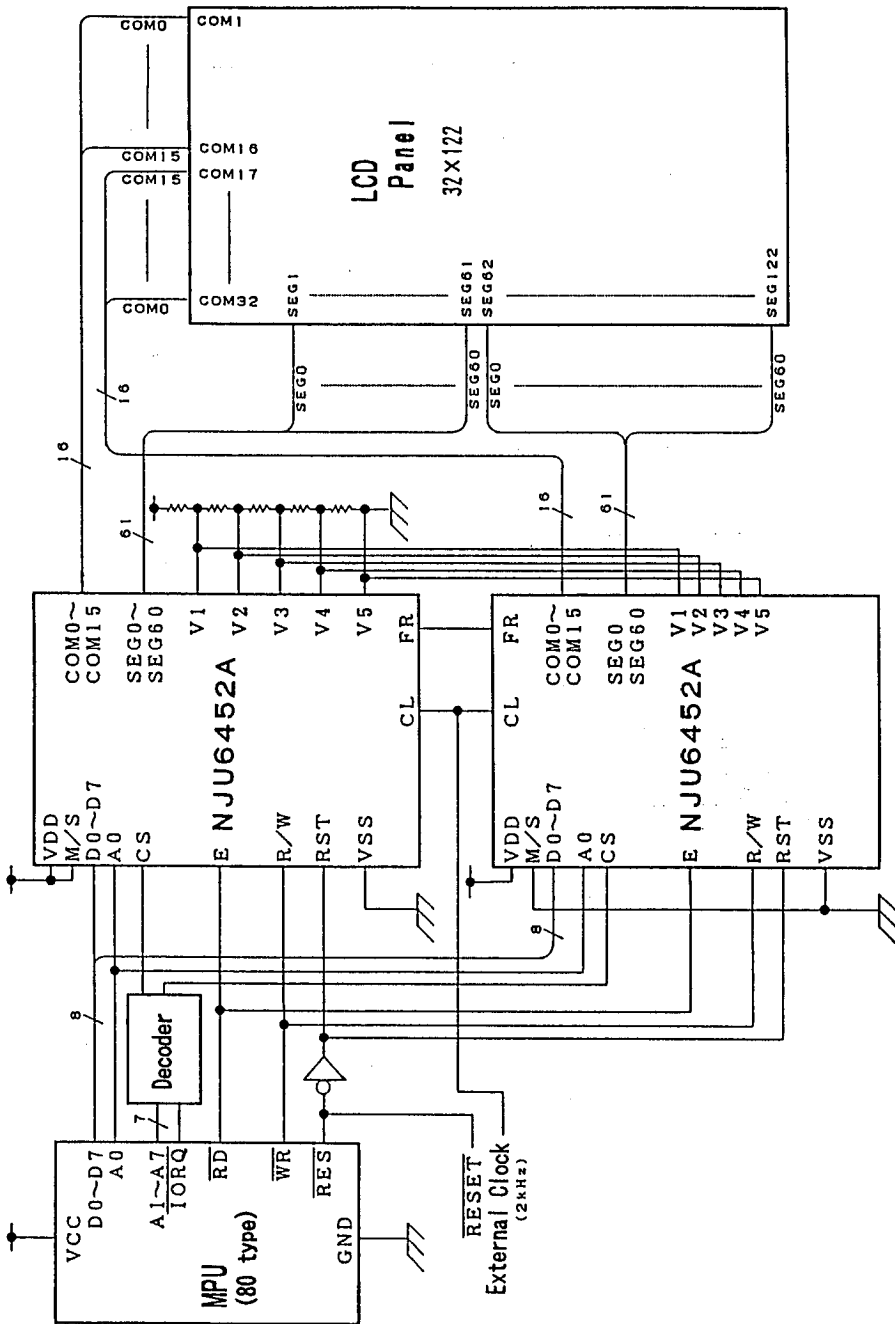 VCC
D0~D7
A0
A1~A7
IORQ
RD
WR
RES
GND
MPU
(80 type)
8
7
Decoder
RESET
External Clock
(2kHz)
VDD
M/S
D0~D7
A0
CS
E
R/W
RST
VSS
NJU6452A
COM0~
COM15
SEG0~
SEG60
V1
V2
V3
V4
V5
CL
FR
8
VDD
M/S
D0~D7
A0
CS
E
R/W
RST
VSS
NJU6452A
CL
FR
COM0~
COM15
SEG0
SEG60
V1
V2
V3
V4
V5
16
61
16
16
61
COM0
COM15
COM15
COM0
COM1
COM16
COM17
COM32
SEG0
SEG60
SEG0
SEG60
SEG1
SEG61
SEG62
SEG122
LCD
Panel
32×122